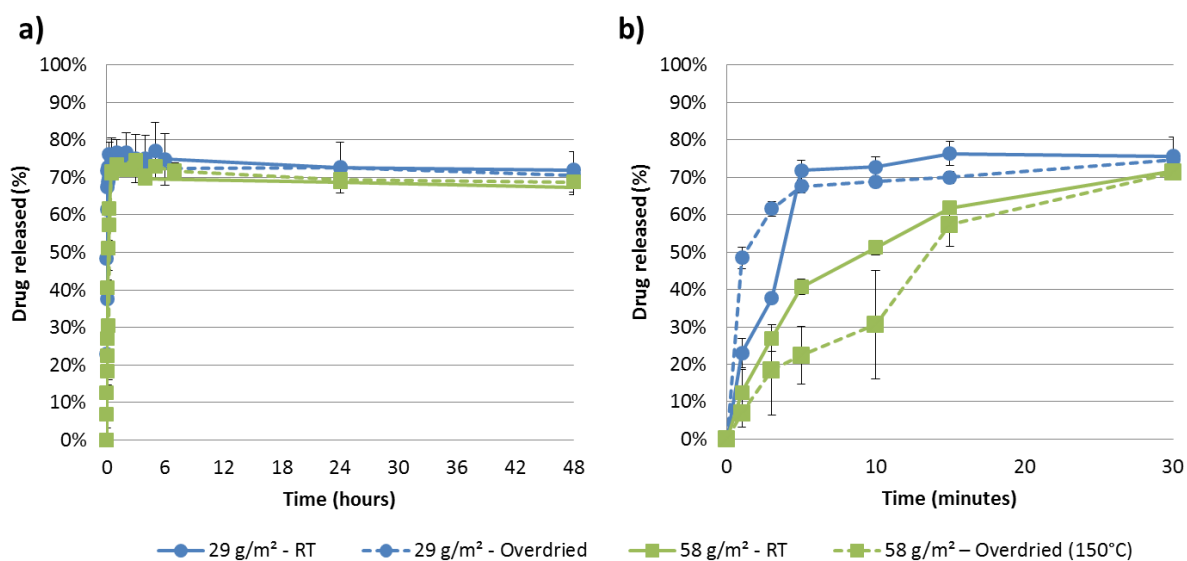 a)
100%
90%
80%
70%
60%
50%
40%
30%
20%
10%
0%
Drug released (%)
0 6 12 18 24 30 36 42 48
Time (hours)
b)
100%
90%
80%
70%
60%
50%
40%
30%
20%
10%
0%
Drug released (%)
0 10 20 30
Time (minutes)
29 g/m² - RT 29 g/m² - Overdried 58 g/m² - RT 58 g/m² – Overdried (150°C)